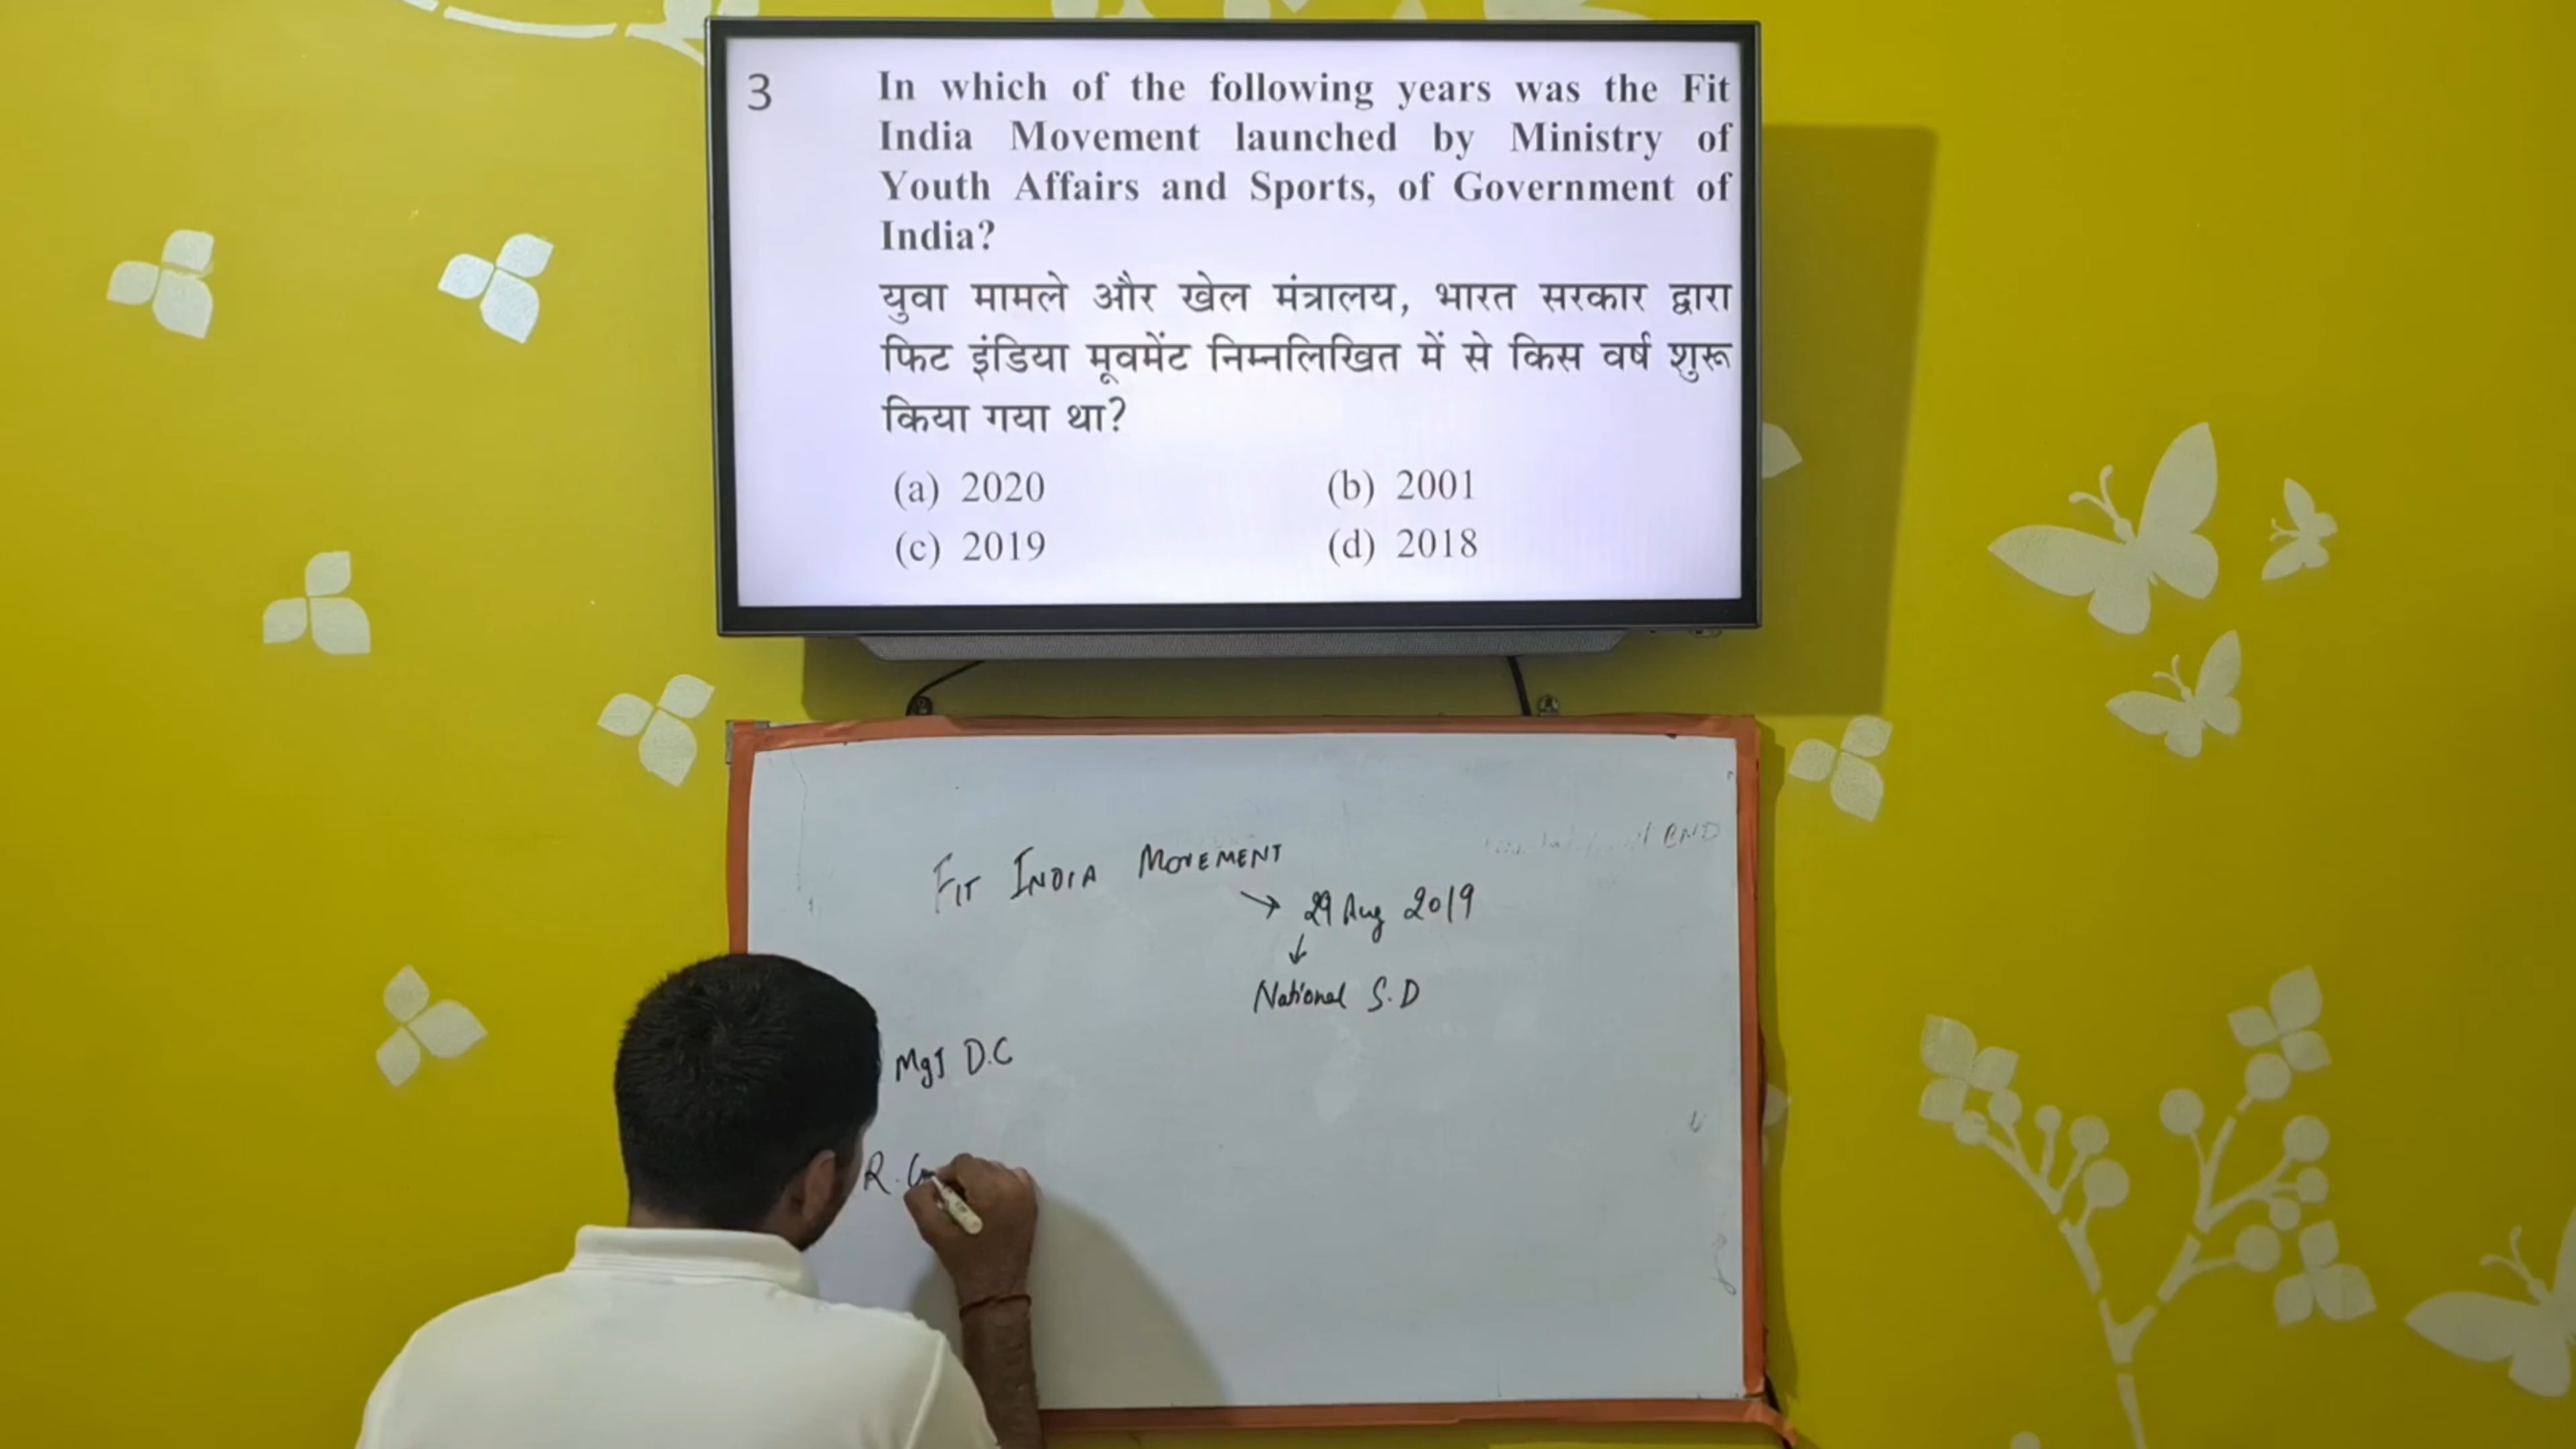 3 In which of the following years was the Fit
India Movement launched by Ministry of
Youth Affairs and Sports, of Government of
India?
युवा मामले और खेल मंत्रालय, भारत सरकार द्वारा
फिट इंडिया मूवमेंट निम्नलिखित में से किस वर्ष शुरू
किया गया था?
(a) 2020 (b) 2001
(c) 2019 (d) 2018
FIT INDIA MOVEMENT
→ 29 Aug 2019
↓
National S.D
D.C
R.